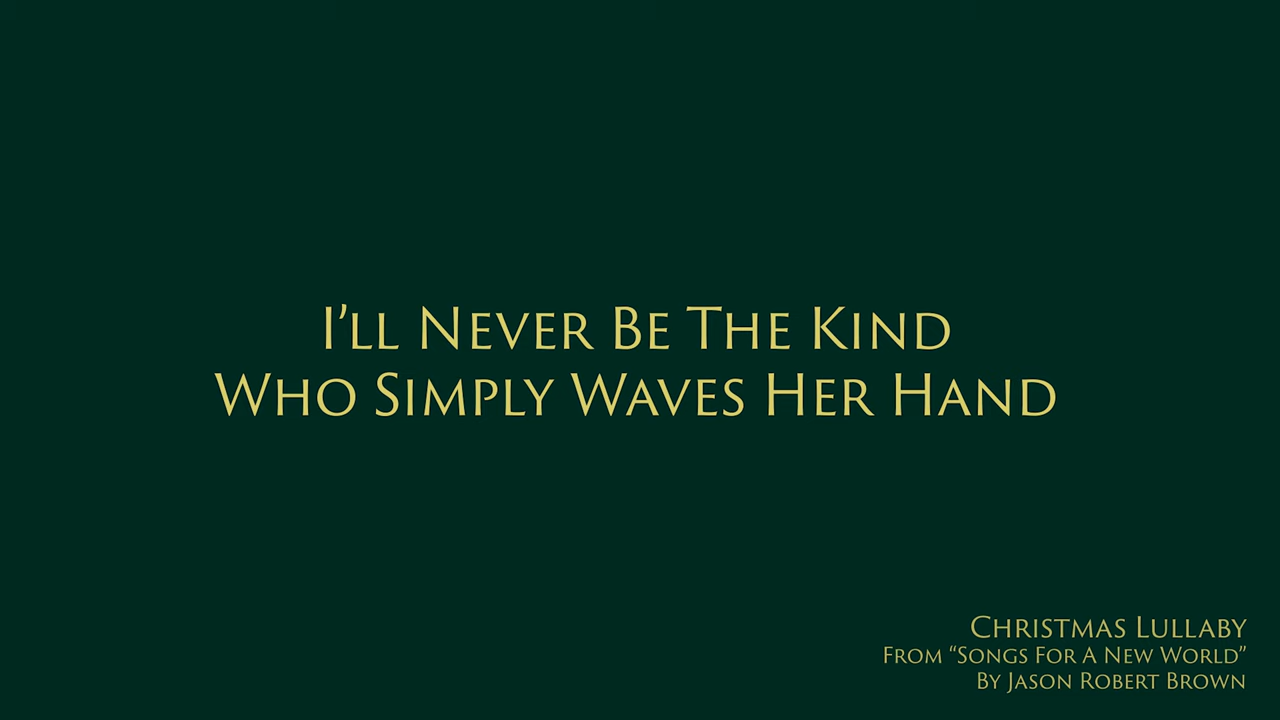 I’ll Never Be The Kind
Who Simply Waves Her Hand
Christmas Lullaby
From “Songs For A New World”
By Jason Robert Brown